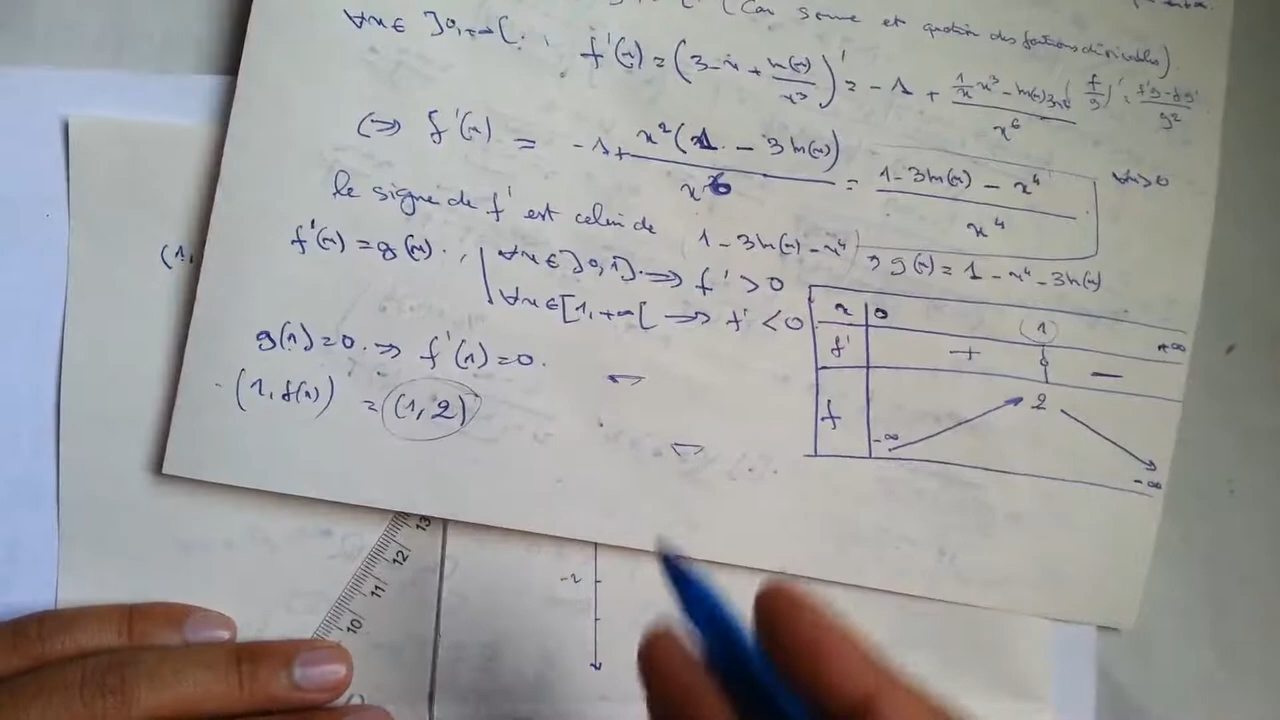 (Car somme et quotien des fonctions dérivables)
∀x∈ ]0,+∞[. , f'(x) = (3-x + ln(x)/x³)' = -1 + (1/x x³ - ln(x)3x²)/x⁶ (f/g)' = (f'g-fg')/g²
(⇒ f'(x) = -1+ x²(1 - 3ln(x))/x⁶ = (1-3ln(x) - x⁴)/x⁴ ∀x>0
le signe de f' est celui de 1-3ln(x)-x⁴ ⇒ g(x) = 1-x⁴-3ln(x)
f'(x) = g(x) . , | ∀x∈]0,1]. ⇒ f' > 0
∀x∈[1,+∞[ ⇒ f' < 0
g(1)=0. ⇒ f'(1)=0.
(1, f(1)) = (1, 2)
x 0 1 +∞
f' + 0 -
f -∞ 2 -∞
(1,
13
12
11
10
-2